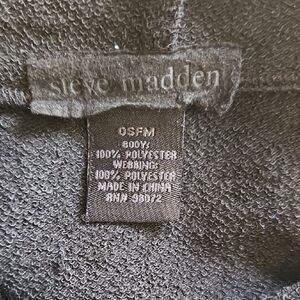 steve madden
OSFM
BODY:
100% POLYESTER
WEBBING:
100% POLYESTER
MADE IN CHINA
RN# 98072